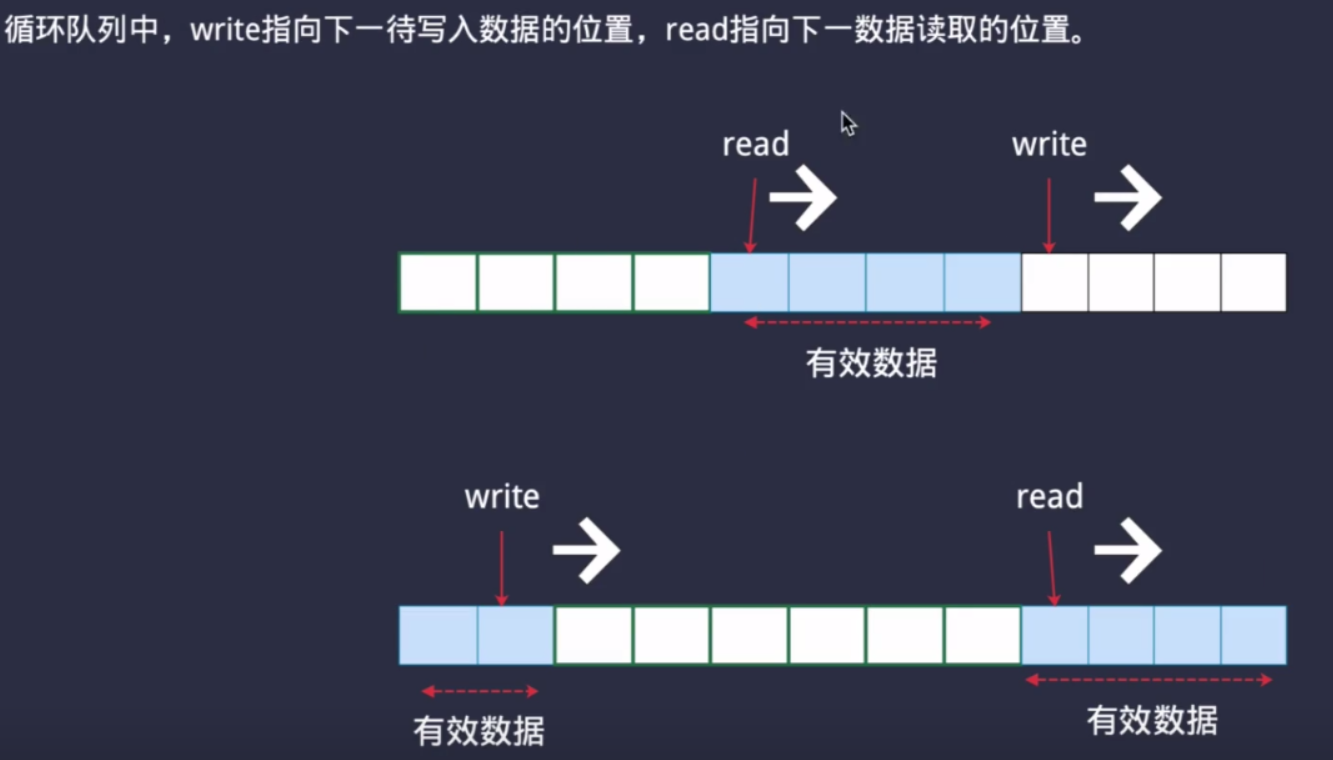 循环队列中，write指向下一待写入数据的位置，read指向下一数据读取的位置。
read
write
有效数据
write
read
有效数据
有效数据